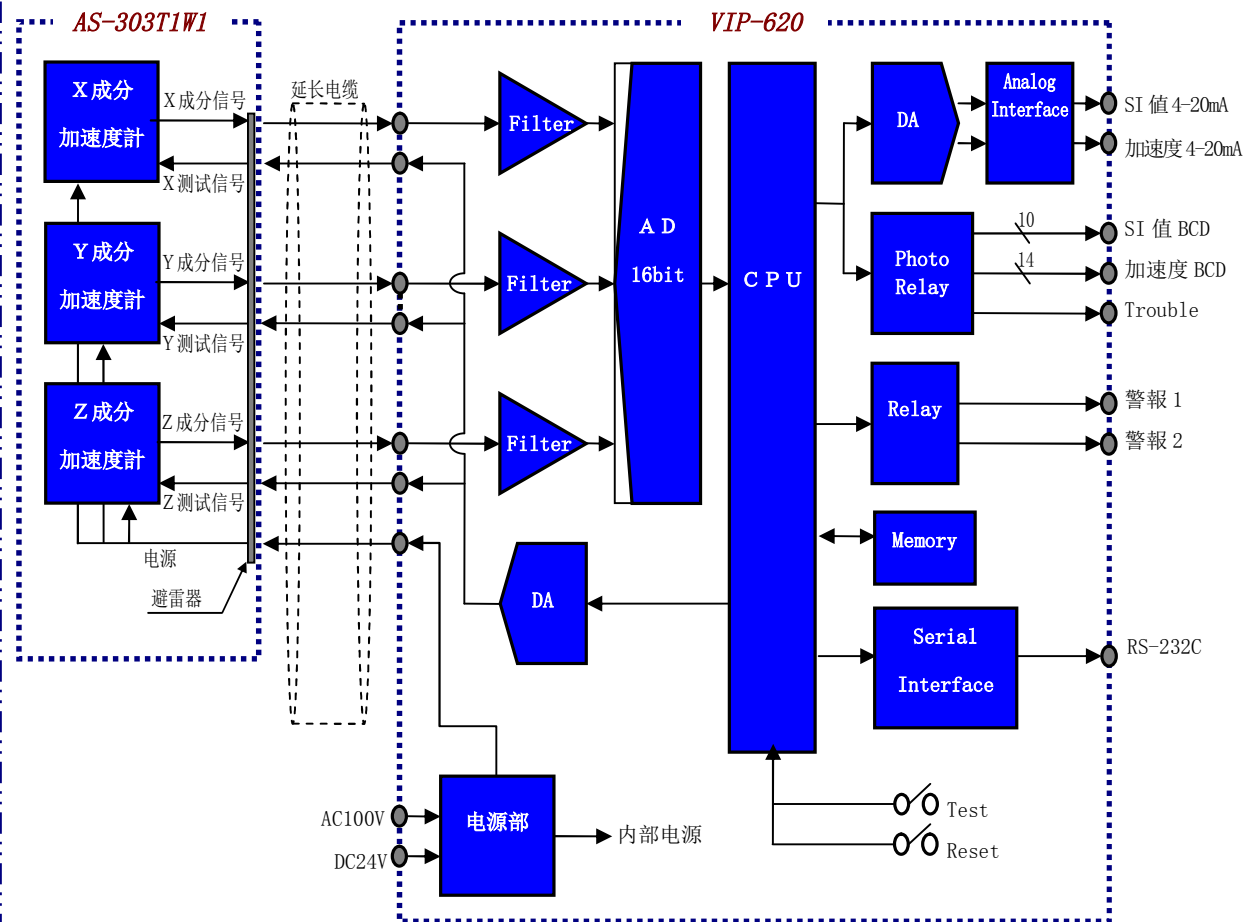 AS-303T1W1
VIP-620
X成分
加速度計
X成分信号
X测试信号
Y成分
加速度計
Y成分信号
Y测试信号
Z成分
加速度計
Z成分信号
Z测试信号
电源
避雷器
延长电缆
Filter
Filter
Filter
A D
16bit
C P U
DA
DA
Analog
Interface
SI 値 4-20mA
加速度 4-20mA
Photo
Relay
10
14
SI 值 BCD
加速度 BCD
Trouble
Relay
警報 1
警報 2
Memory
Serial
Interface
RS-232C
AC100V
DC24V
电源部
内部电源
Test
Reset